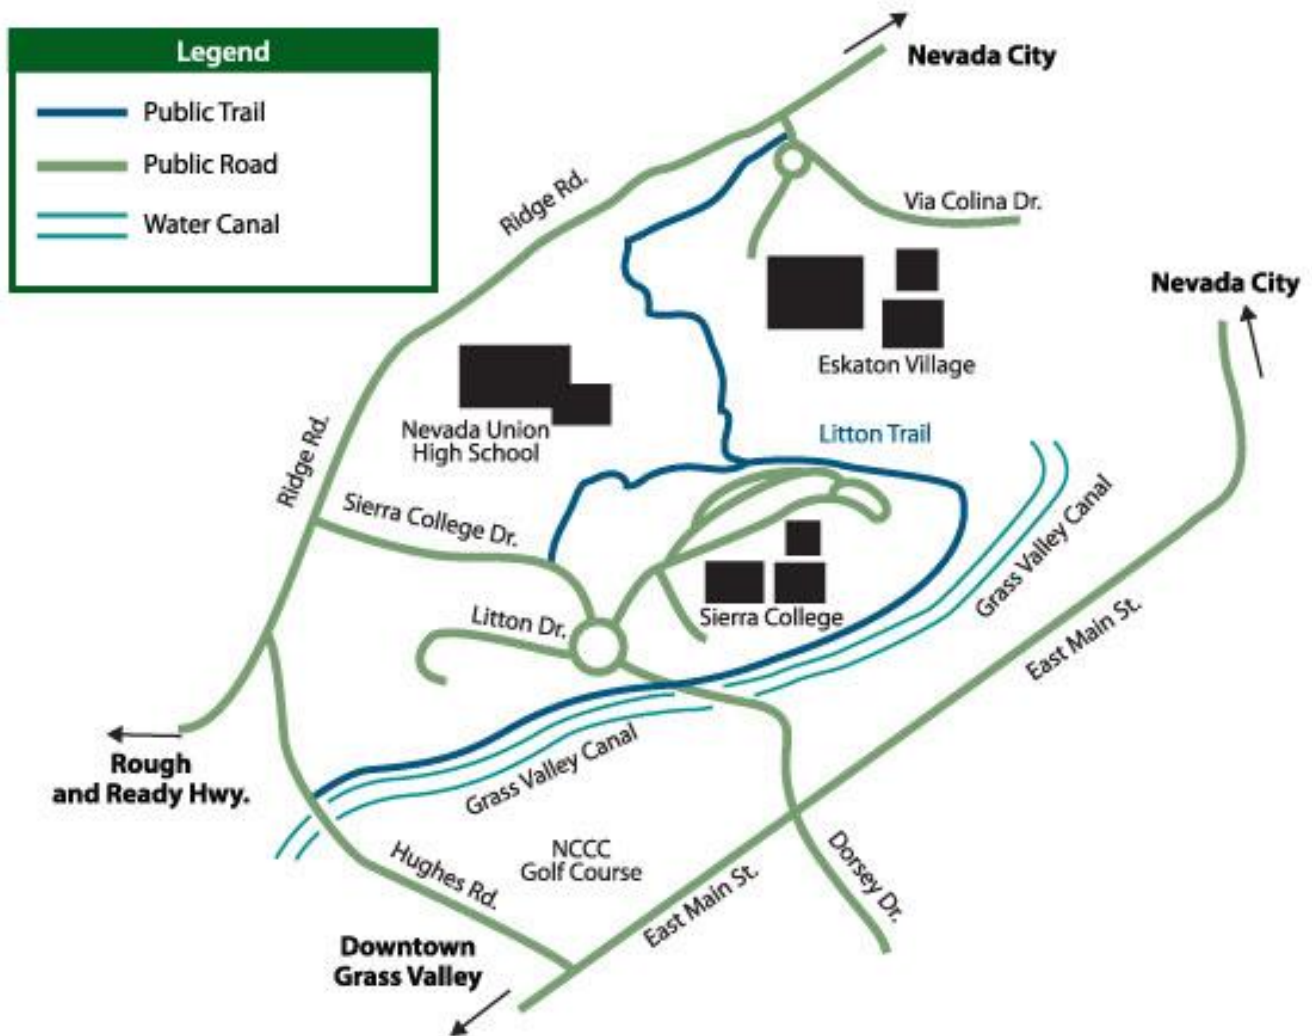 Legend
Public Trail
Public Road
Water Canal
Nevada City
Ridge Rd.
Via Colina Dr.
Nevada City
Eskaton Village
Nevada Union
High School
Litton Trail
Ridge Rd.
Sierra College Dr.
Grass Valley Canal
Litton Dr.
Sierra College
East Main St.
Rough
and Ready Hwy.
Grass Valley Canal
Hughes Rd.
NCCC
Golf Course
Dorsey Dr.
East Main St.
Downtown
Grass Valley